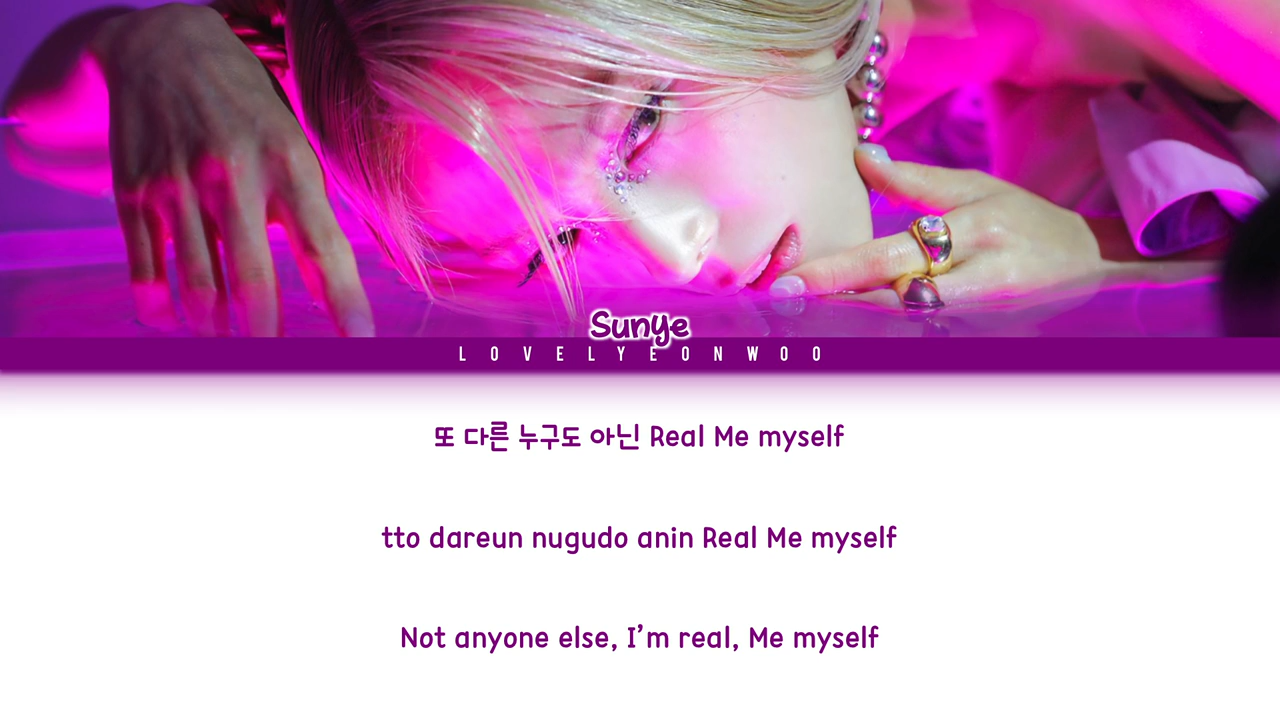 Sunye
LOVELYEONWOO
또 다른 누구도 아닌 Real Me myself
tto dareun nugudo anin Real Me myself
Not anyone else, I’m real, Me myself